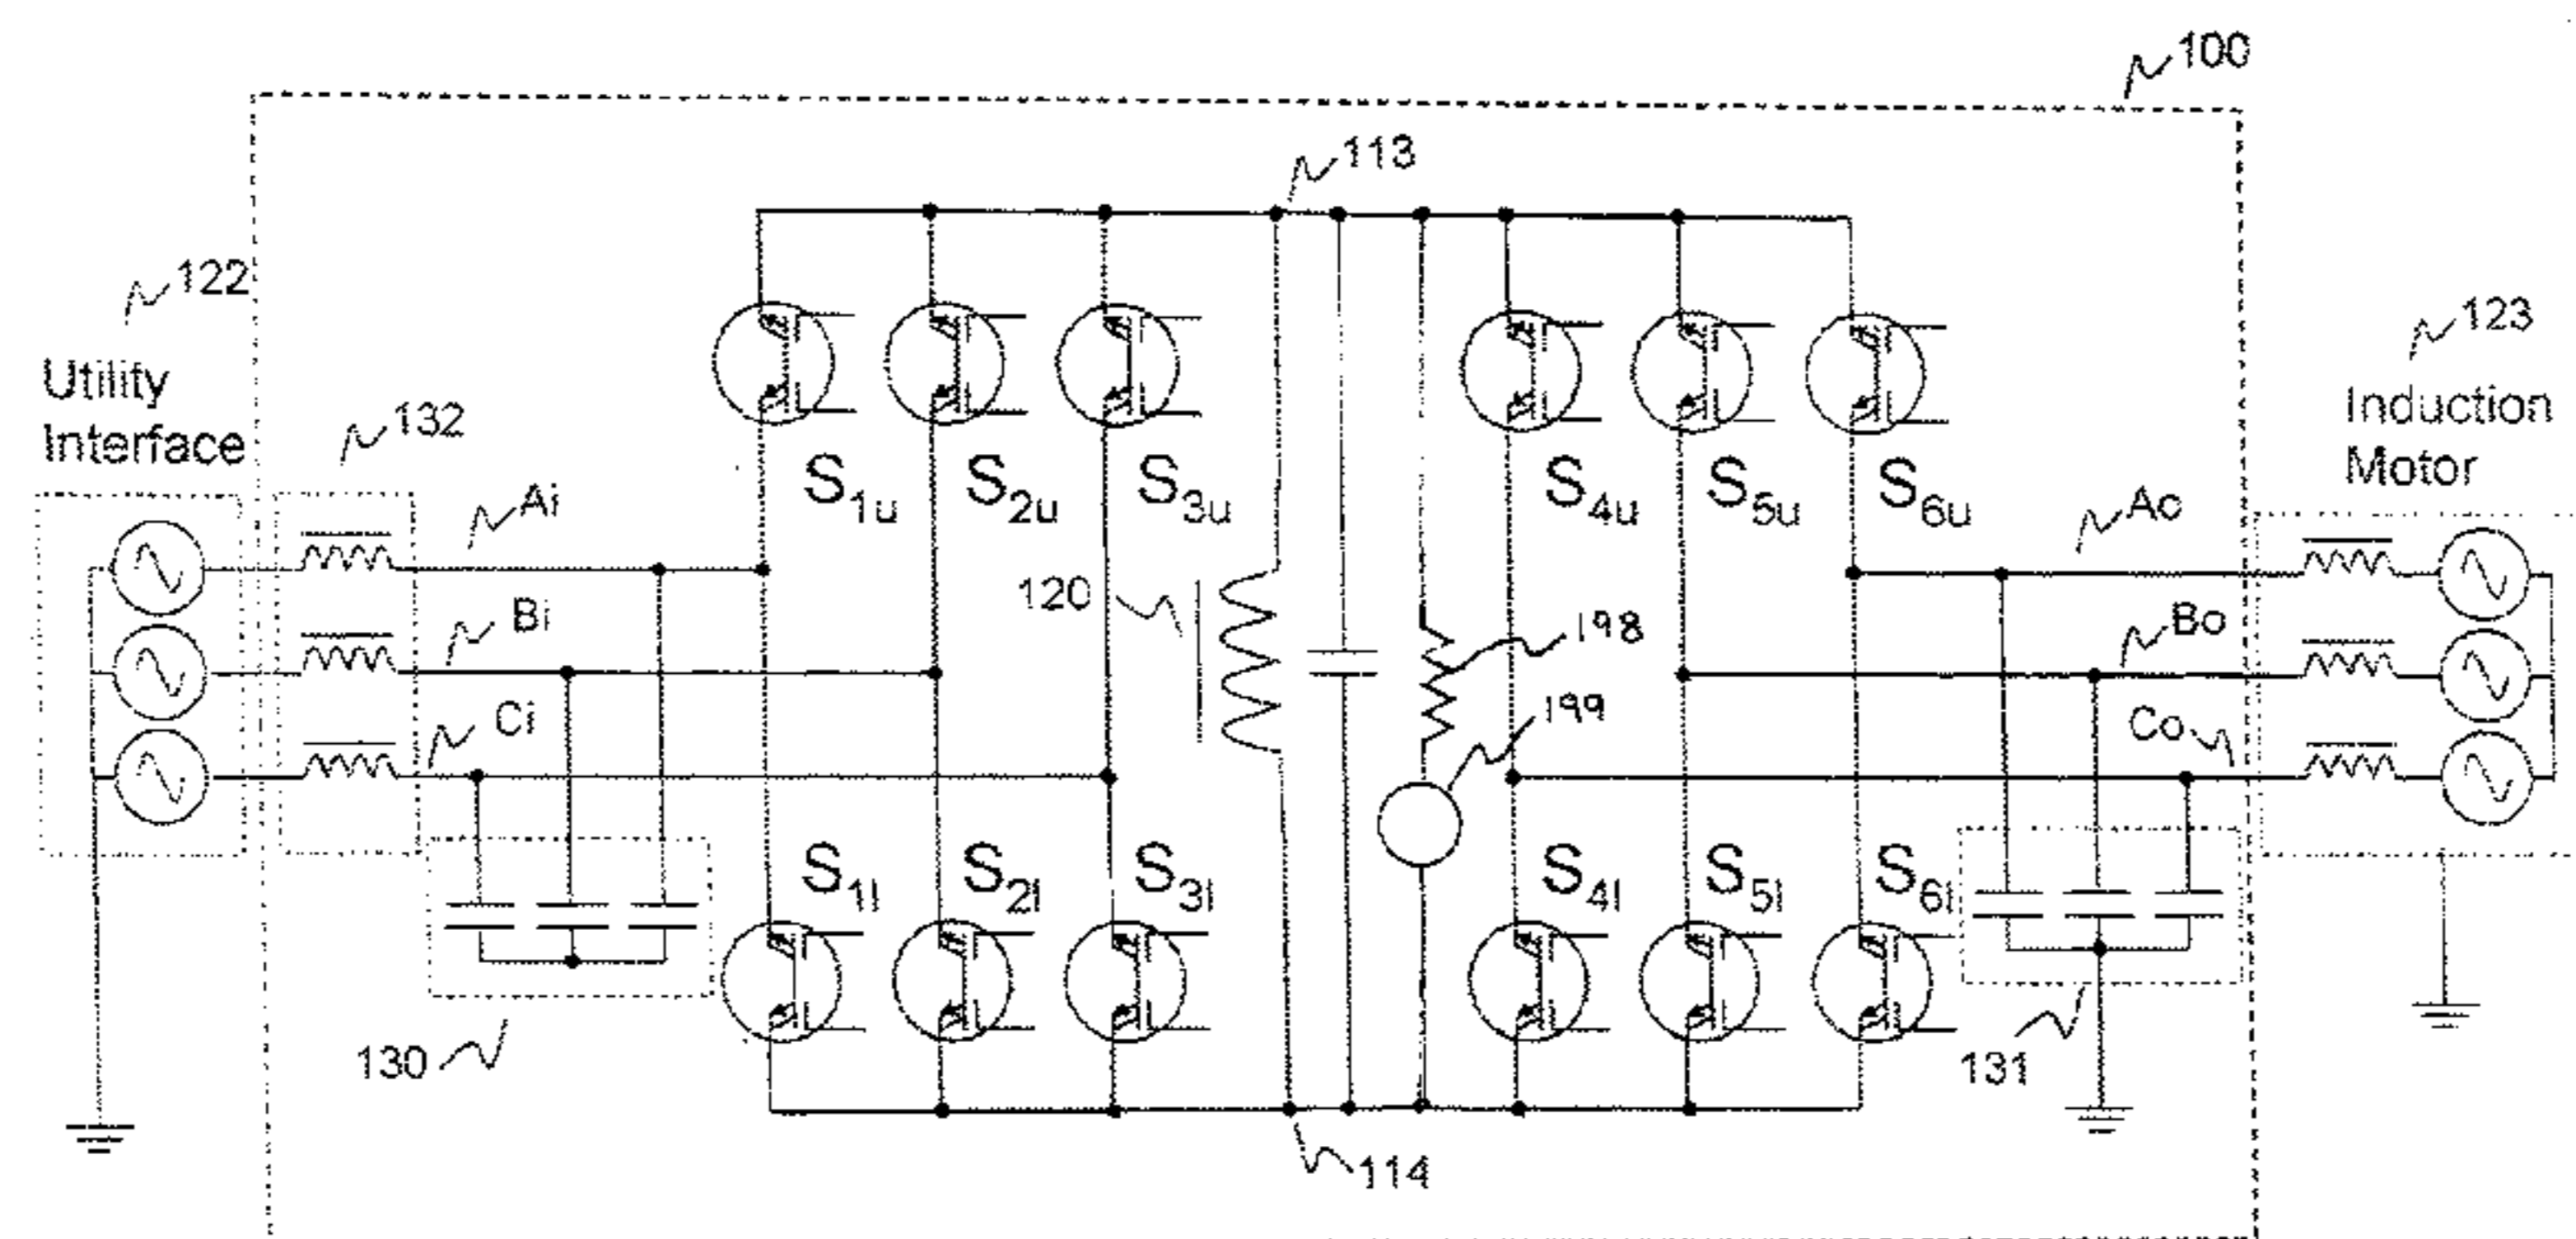 100
113
122
123
Utility
Interface
132
Induction
Motor
Ai
S1u
S2u
S3u
S4u
S5u
S6u
Ao
120
Bi
198
Bo
Ci
199
Co
S1l
S2l
S3l
S4l
S5l
S6l
130
131
114